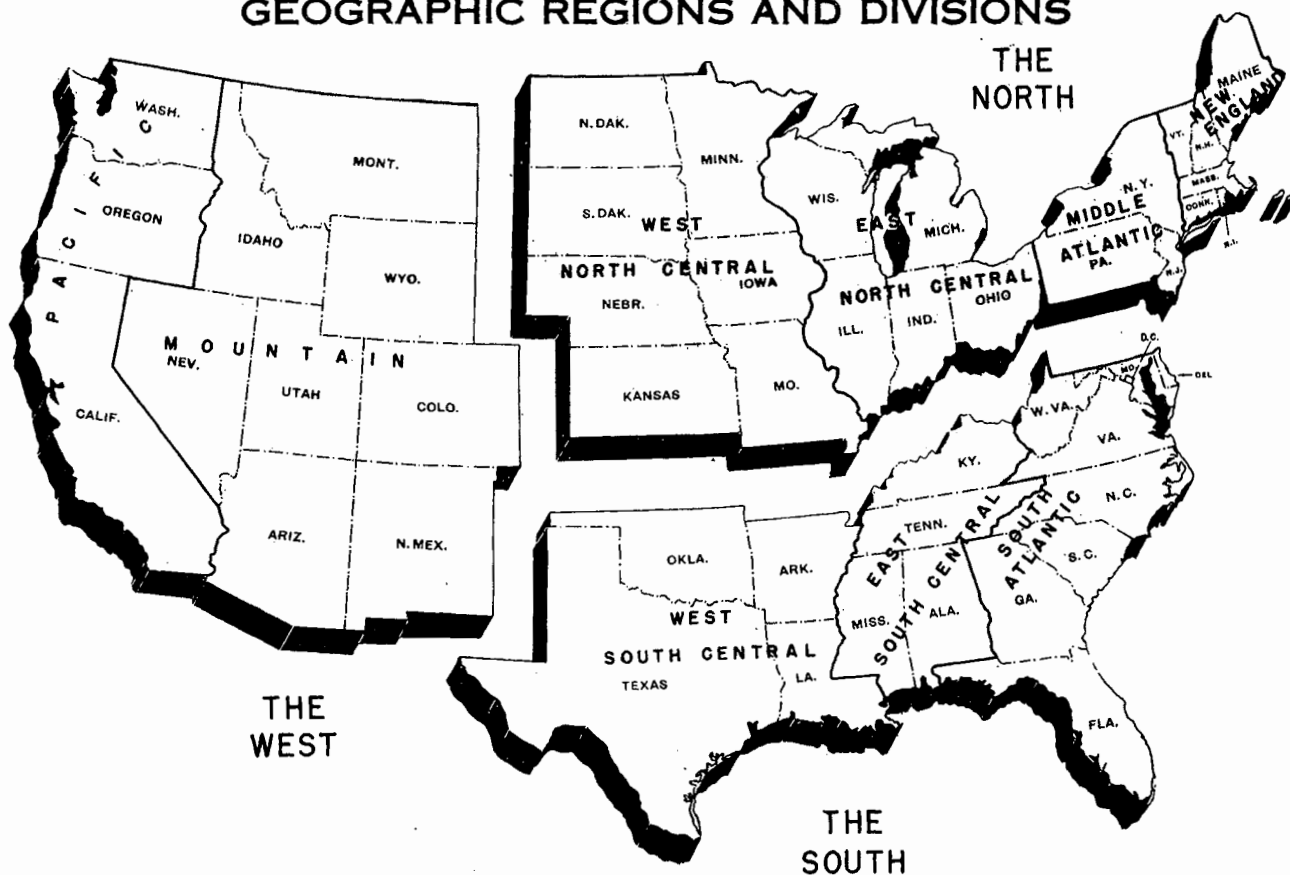 GEOGRAPHIC REGIONS AND DIVISIONS
THE
NORTH
THE
WEST
THE
SOUTH
PACIFIC
WASH.
OREGON
CALIF.
MOUNTAIN
MONT.
IDAHO
WYO.
NEV.
UTAH
COLO.
ARIZ.
N. MEX.
WEST
NORTH CENTRAL
N. DAK.
MINN.
S. DAK.
NEBR.
IOWA
KANSAS
MO.
EAST
NORTH CENTRAL
WIS.
MICH.
ILL.
IND.
OHIO
MIDDLE
ATLANTIC
N.Y.
PA.
N.J.
NEW
ENGLAND
MAINE
VT.
N.H.
MASS.
CONN.
R.I.
WEST
SOUTH CENTRAL
OKLA.
ARK.
TEXAS
LA.
EAST
SOUTH CENTRAL
KY.
TENN.
MISS.
ALA.
SOUTH
ATLANTIC
D.C.
MD.
DEL.
W. VA.
VA.
N.C.
S.C.
GA.
FLA.